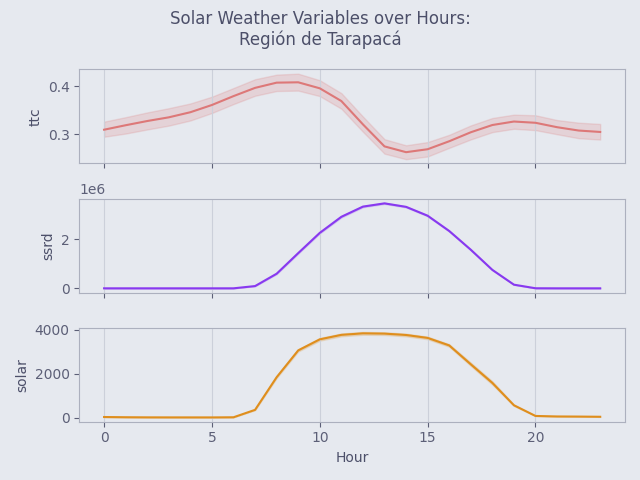 Solar Weather Variables over Hours:
Región de Tarapacá
0.4
0.3
ttc
1e6
2
0
ssrd
4000
2000
0
solar
0 5 10 15 20
Hour